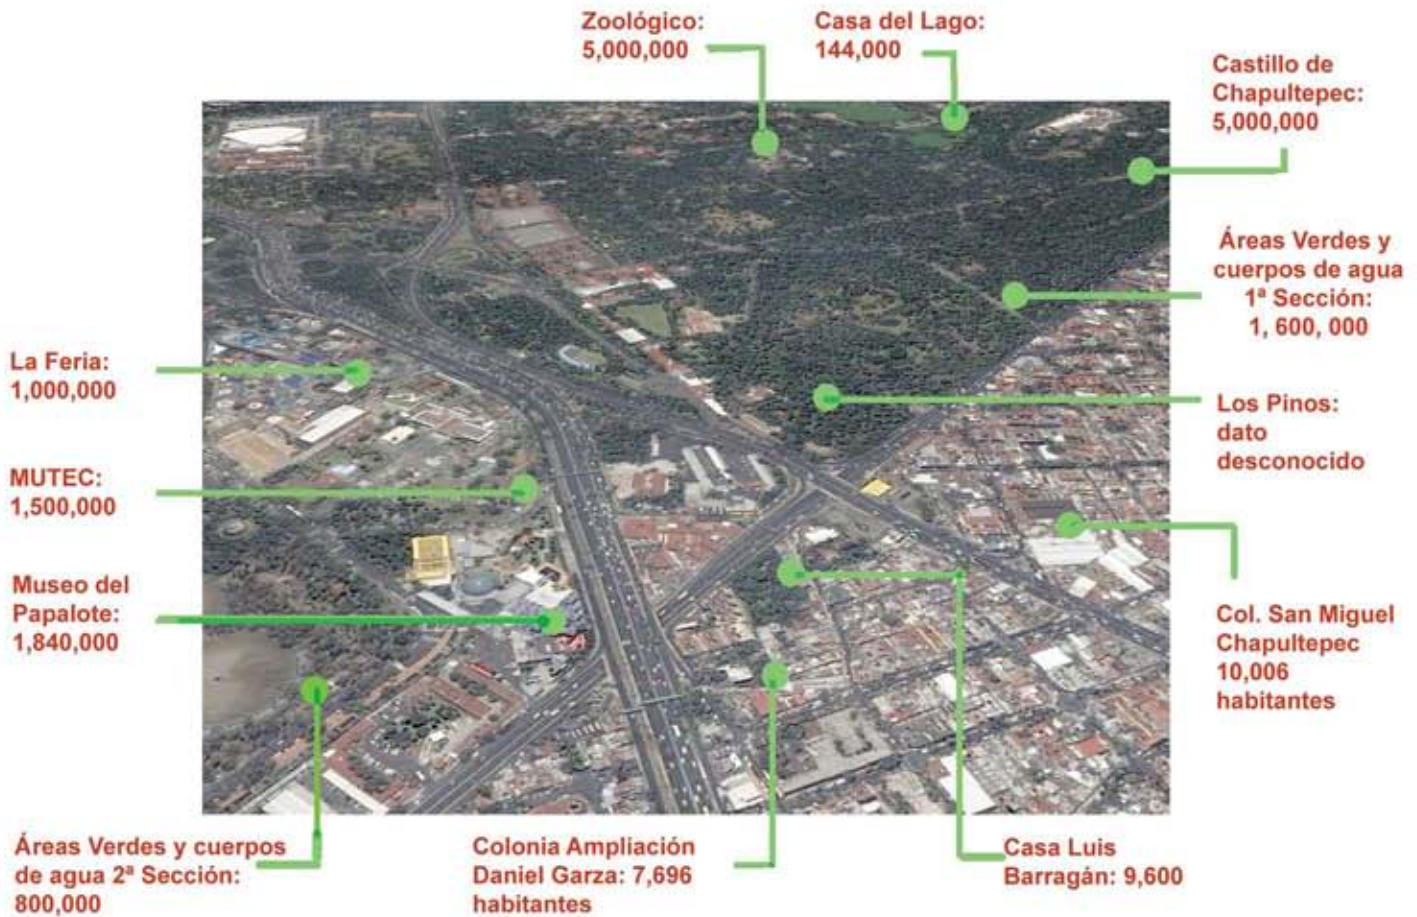 Zoológico:
5,000,000
Casa del Lago:
144,000
Castillo de
Chapultepec:
5,000,000
Áreas Verdes y
cuerpos de agua
1ª Sección:
1, 600, 000
La Feria:
1,000,000
Los Pinos:
dato
desconocido
MUTEC:
1,500,000
Museo del
Papalote:
1,840,000
Col. San Miguel
Chapultepec
10,006
habitantes
Áreas Verdes y cuerpos
de agua 2ª Sección:
800,000
Colonia Ampliación
Daniel Garza: 7,696
habitantes
Casa Luis
Barragán: 9,600